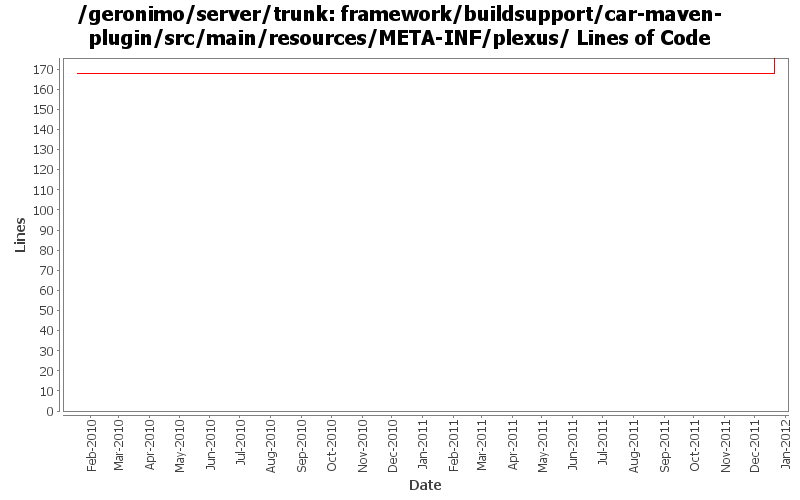 /geronimo/server/trunk: framework/buildsupport/car-maven-
plugin/src/main/resources/META-INF/plexus/ Lines of Code
Lines
170
160
150
140
130
120
110
100
90
80
70
60
50
40
30
20
10
0
Feb-2010
Mar-2010
Apr-2010
May-2010
Jun-2010
Jul-2010
Aug-2010
Sep-2010
Oct-2010
Nov-2010
Dec-2010
Jan-2011
Feb-2011
Mar-2011
Apr-2011
May-2011
Jun-2011
Jul-2011
Aug-2011
Sep-2011
Oct-2011
Nov-2011
Dec-2011
Jan-2012
Date